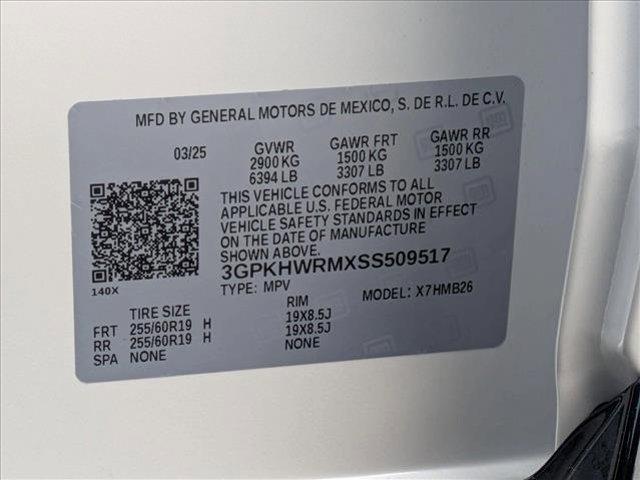 MFD BY GENERAL MOTORS DE MEXICO, S. DE R.L. DE C.V.
03/25 GVWR GAWR FRT GAWR RR
2900 KG 1500 KG 1500 KG
6394 LB 3307 LB 3307 LB
THIS VEHICLE CONFORMS TO ALL
APPLICABLE U.S. FEDERAL MOTOR
VEHICLE SAFETY STANDARDS IN EFFECT
ON THE DATE OF MANUFACTURE
SHOWN ABOVE.
3GPKHWRMXSS509517
140X
TYPE: MPV MODEL: X7HMB26
TIRE SIZE RIM
FRT 255/60R19 H 19X8.5J
RR 255/60R19 H 19X8.5J
SPA NONE NONE